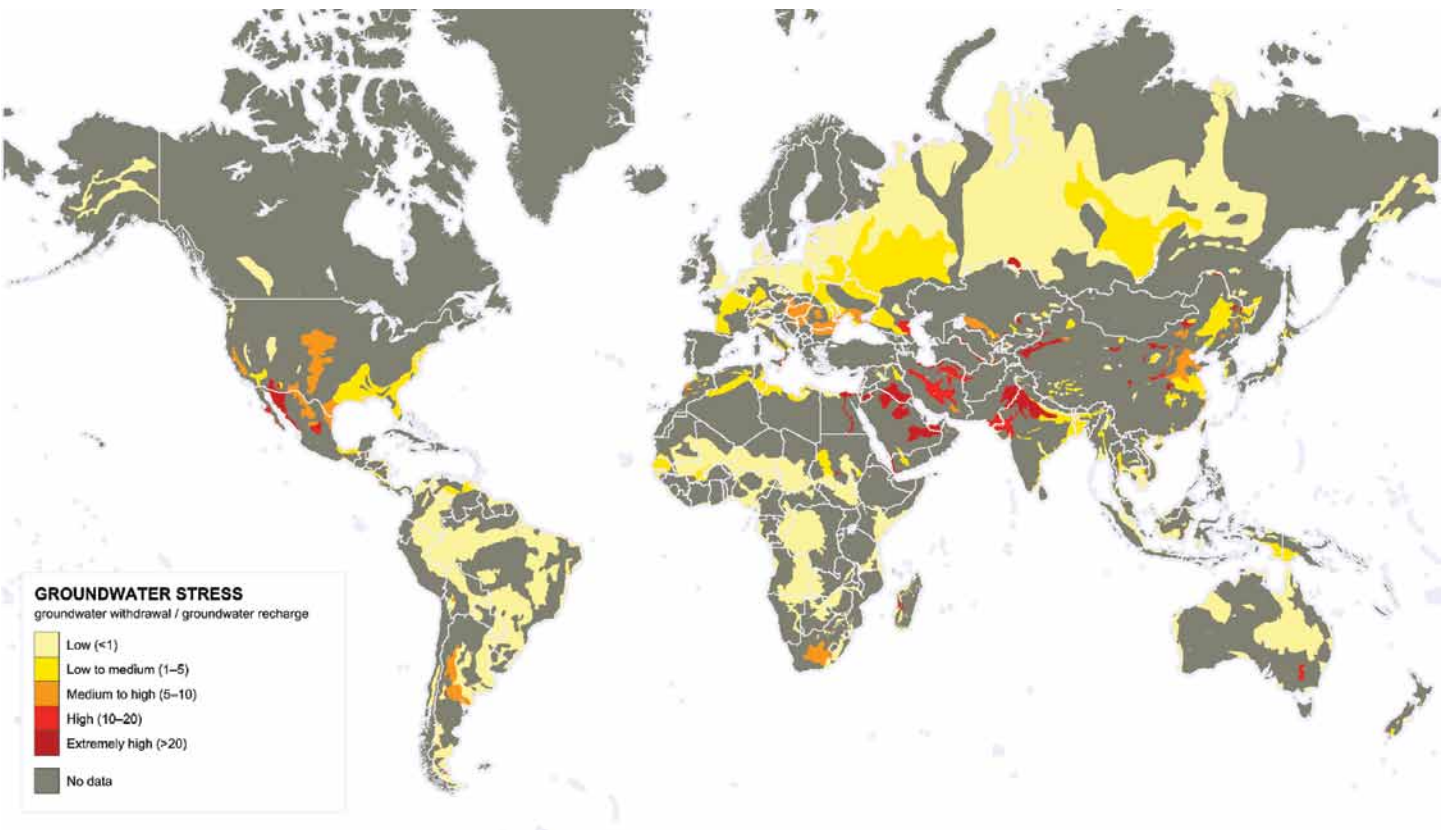 GROUNDWATER STRESS
groundwater withdrawal / groundwater recharge
Low (<1)
Low to medium (1–5)
Medium to high (5–10)
High (10–20)
Extremely high (>20)
No data